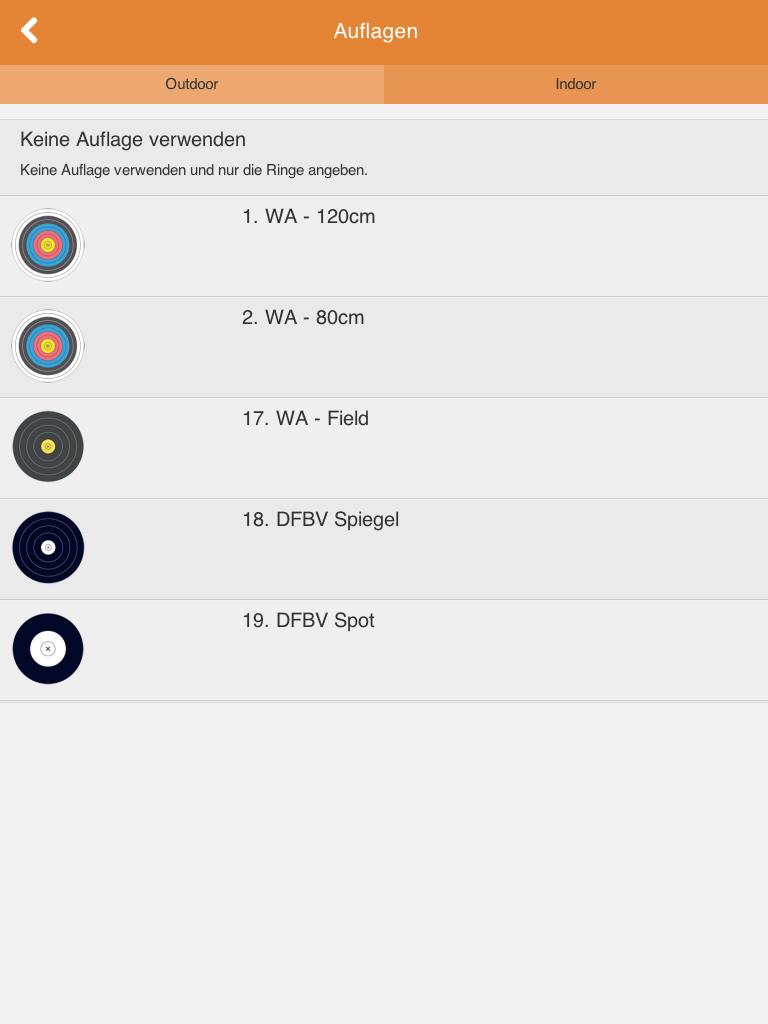 Auflagen
Outdoor
Indoor
Keine Auflage verwenden
Keine Auflage verwenden und nur die Ringe angeben.
1. WA - 120cm
2. WA - 80cm
17. WA - Field
18. DFBV Spiegel
19. DFBV Spot